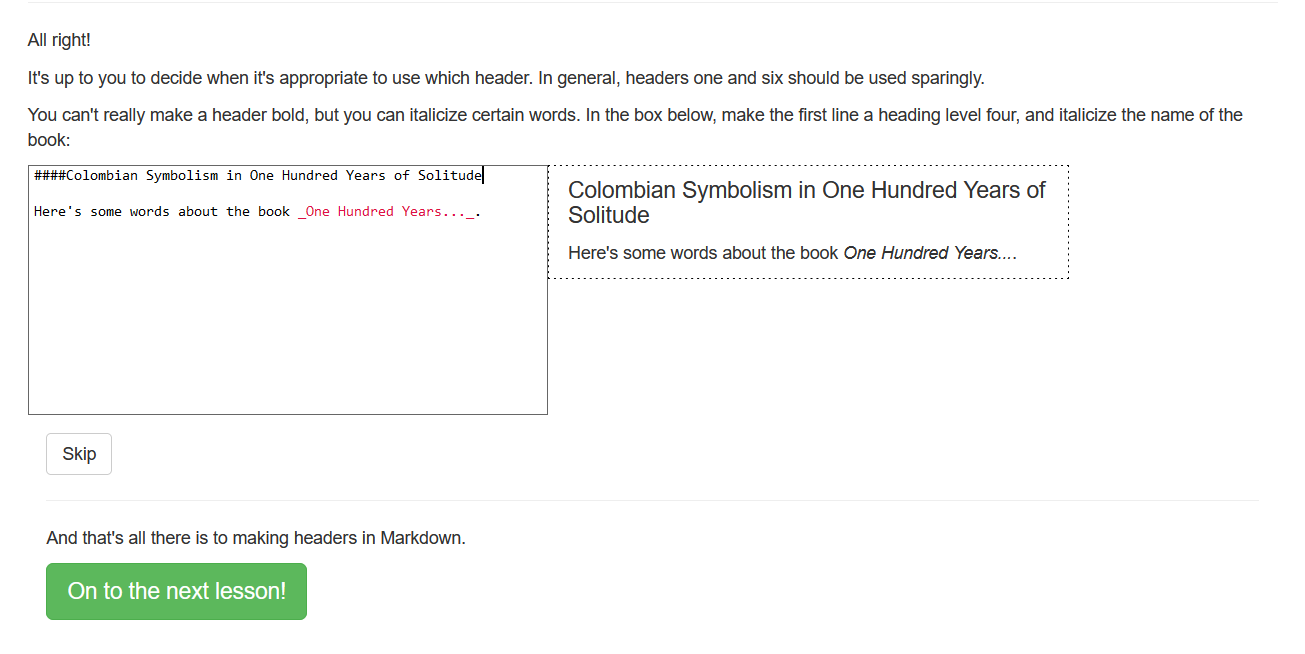 All right!
It's up to you to decide when it's appropriate to use which header. In general, headers one and six should be used sparingly.
You can't really make a header bold, but you can italicize certain words. In the box below, make the first line a heading level four, and italicize the name of the
book:
####Colombian Symbolism in One Hundred Years of Solitude
Here's some words about the book _One Hundred Years..._.
Colombian Symbolism in One Hundred Years of
Solitude
Here's some words about the book One Hundred Years....
Skip
And that's all there is to making headers in Markdown.
On to the next lesson!